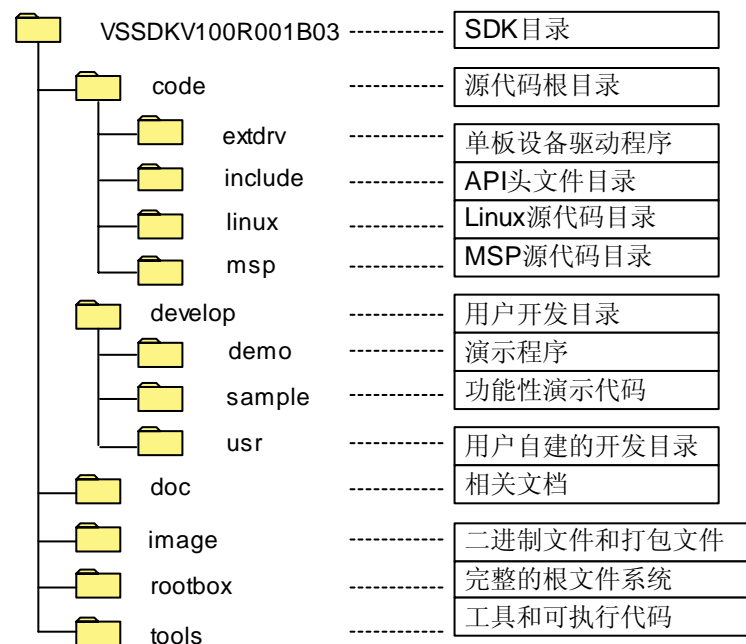 VSSDKV100R001B03 SDK目录
code 源代码根目录
extdrv 单板设备驱动程序
include API头文件目录
linux Linux源代码目录
msp MSP源代码目录
develop 用户开发目录
demo 演示程序
sample 功能性演示代码
usr 用户自建的开发目录
doc 相关文档
image 二进制文件和打包文件
rootbox 完整的根文件系统
tools 工具和可执行代码